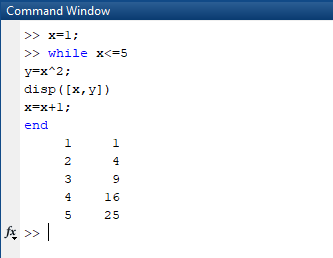 Command Window
>> x=1;
>> while x<=5
y=x^2;
disp([x,y])
x=x+1;
end
1 1
2 4
3 9
4 16
5 25
fx >>